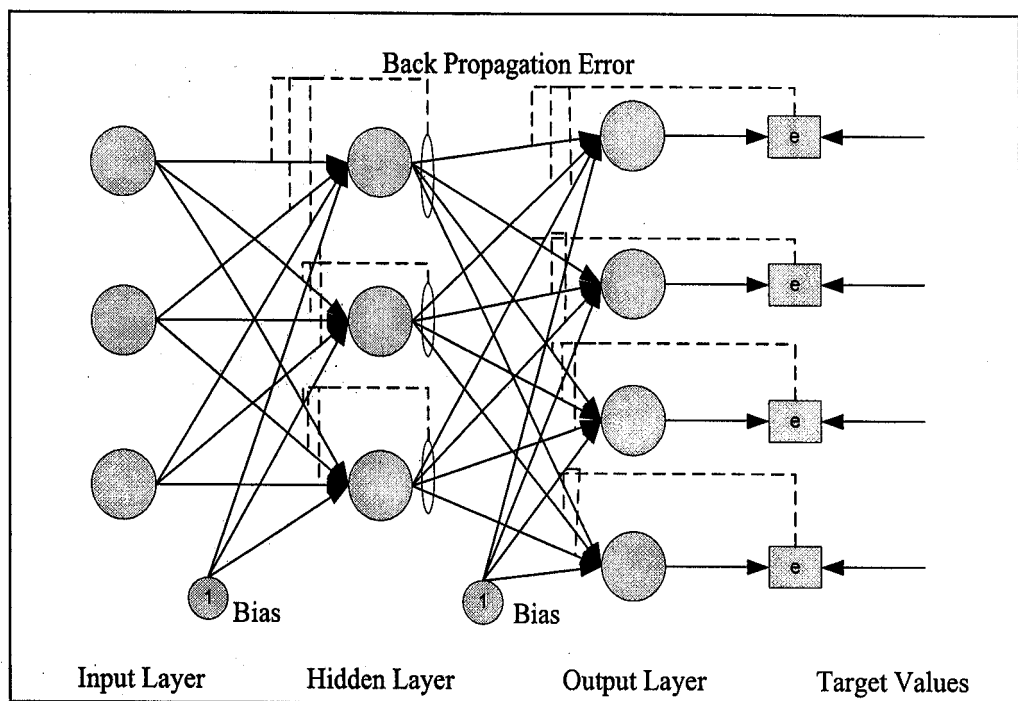 Back Propagation Error
e
e
e
e
1 Bias
1 Bias
Input Layer
Hidden Layer
Output Layer
Target Values